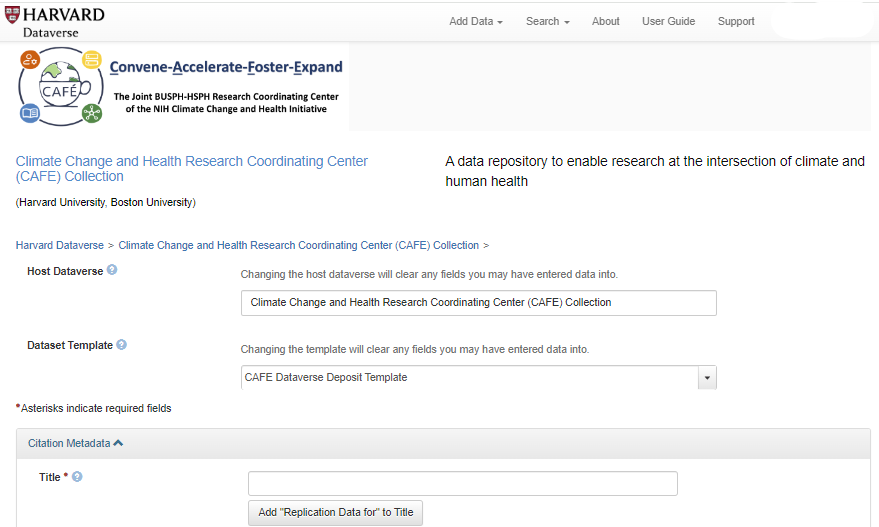 HARVARD
Dataverse
Add Data
Search
About
User Guide
Support
CAFÉ
Convene-Accelerate-Foster-Expand
The Joint BUSPH-HSPH Research Coordinating Center
of the NIH Climate Change and Health Initiative
Climate Change and Health Research Coordinating Center
(CAFE) Collection
(Harvard University, Boston University)
A data repository to enable research at the intersection of climate and
human health
Harvard Dataverse > Climate Change and Health Research Coordinating Center (CAFE) Collection >
Host Dataverse ?
Changing the host dataverse will clear any fields you may have entered data into.
Climate Change and Health Research Coordinating Center (CAFE) Collection
Dataset Template ?
Changing the template will clear any fields you may have entered data into.
CAFE Dataverse Deposit Template
*Asterisks indicate required fields
Citation Metadata
Title * ?
Add "Replication Data for" to Title